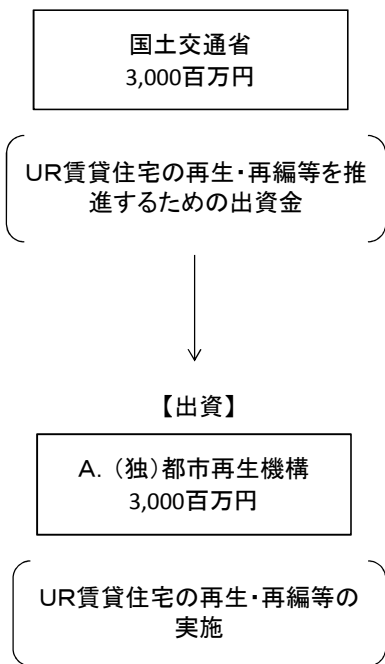 国土交通省
3,000百万円
UR賃貸住宅の再生・再編等を推
進するための出資金
【出資】
A.（独）都市再生機構
3,000百万円
UR賃貸住宅の再生・再編等の
実施